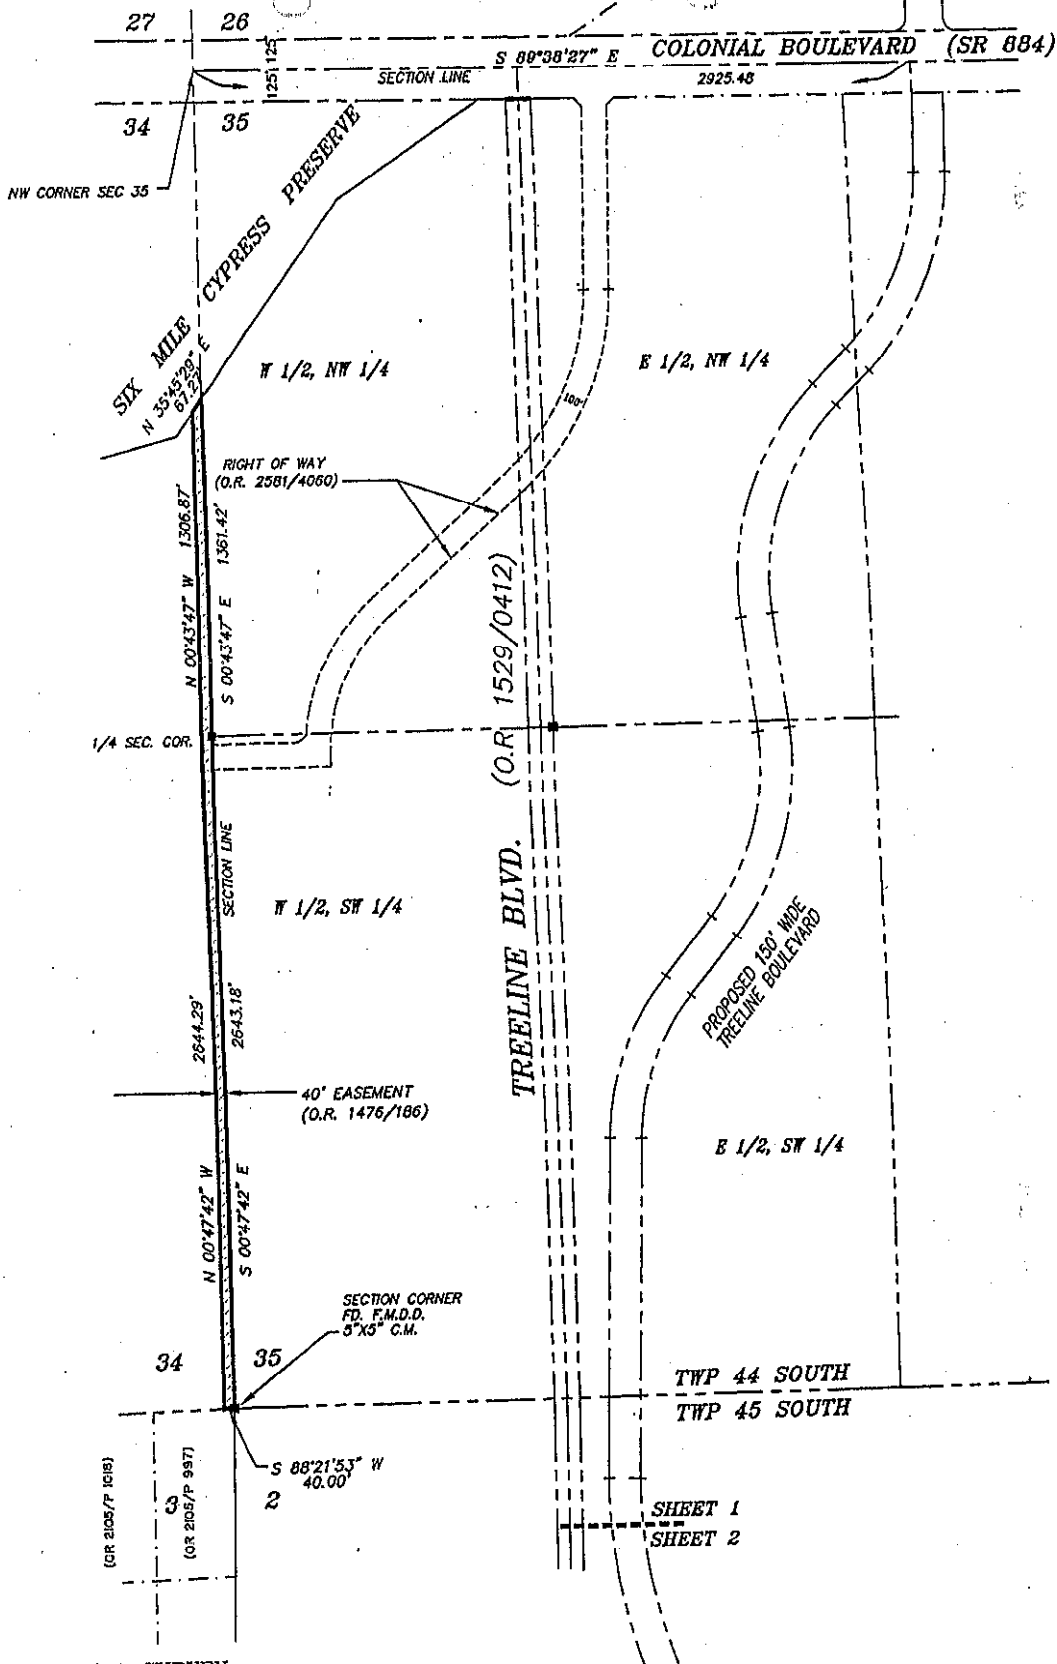 27
26
125
125
S 89°38'27" E
COLONIAL BOULEVARD (SR 884)
SECTION LINE
2925.48
34
35
NW CORNER SEC 35
SIX MILE CYPRESS PRESERVE
N 35°45'29" E
67.27'
W 1/2, NW 1/4
E 1/2, NW 1/4
100'
RIGHT OF WAY
(O.R. 2581/4060)
N 00°43'47" W 1306.87'
S 00°43'47" E 1361.42'
1/4 SEC. COR.
TREELINE BLVD. (O.R 1529/0412)
SECTION LINE
W 1/2, SW 1/4
PROPOSED 150' WIDE
TREELINE BOULEVARD
2644.29'
2643.18'
40' EASEMENT
(O.R. 1476/186)
E 1/2, SW 1/4
N 00°47'42" W
S 00°47'42" E
SECTION CORNER
FD. F.M.D.D.
5"X5" C.M.
34
35
TWP 44 SOUTH
TWP 45 SOUTH
S 88°21'53" W
40.00'
(OR 2105/P 1018)
3
(OR 2105/P 997)
2
SHEET 1
SHEET 2